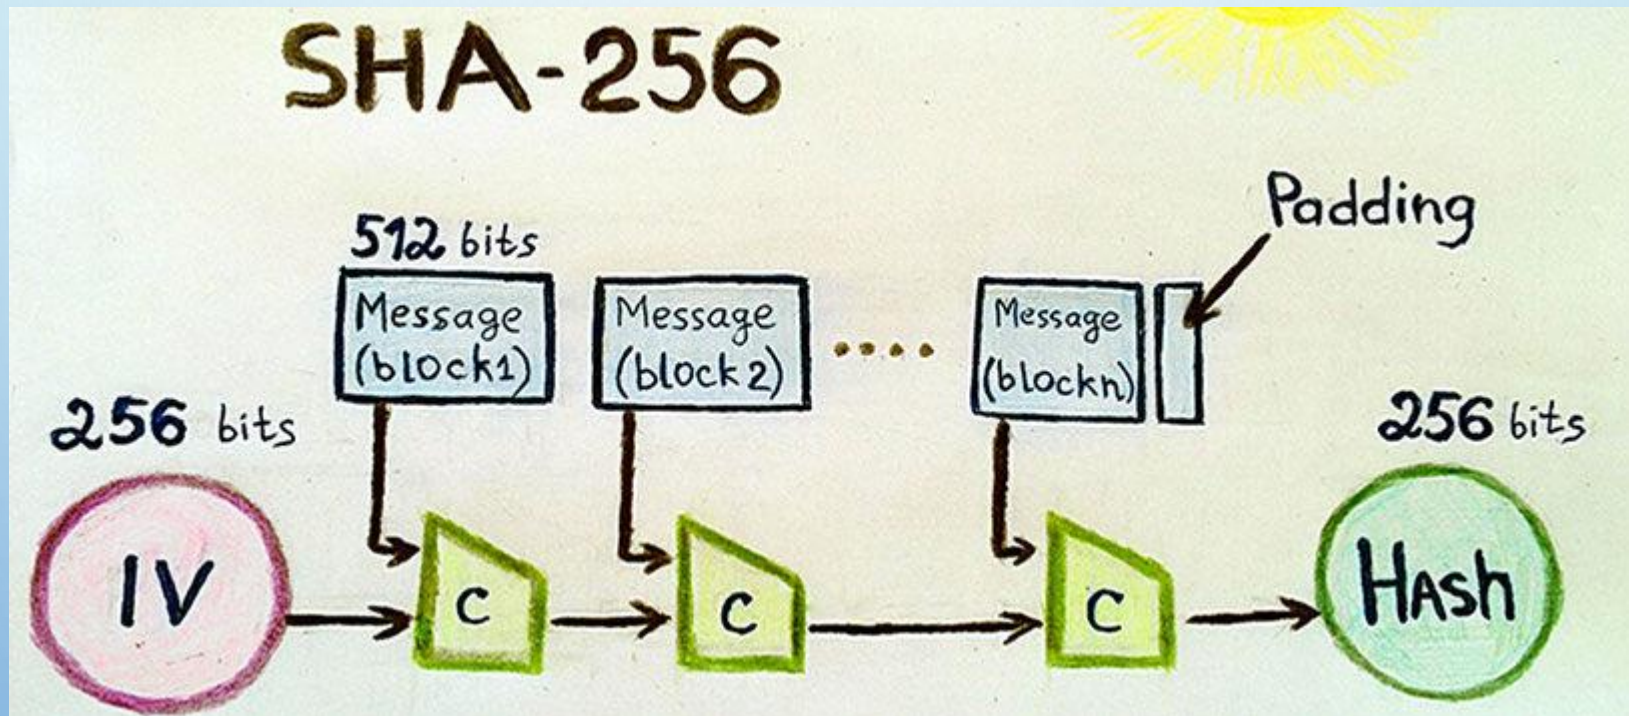 SHA-256
Padding
512 bits
Message
(block1)
Message
(block2)
Message
(blockn)
256 bits
256 bits
IV
C
C
C
Hash